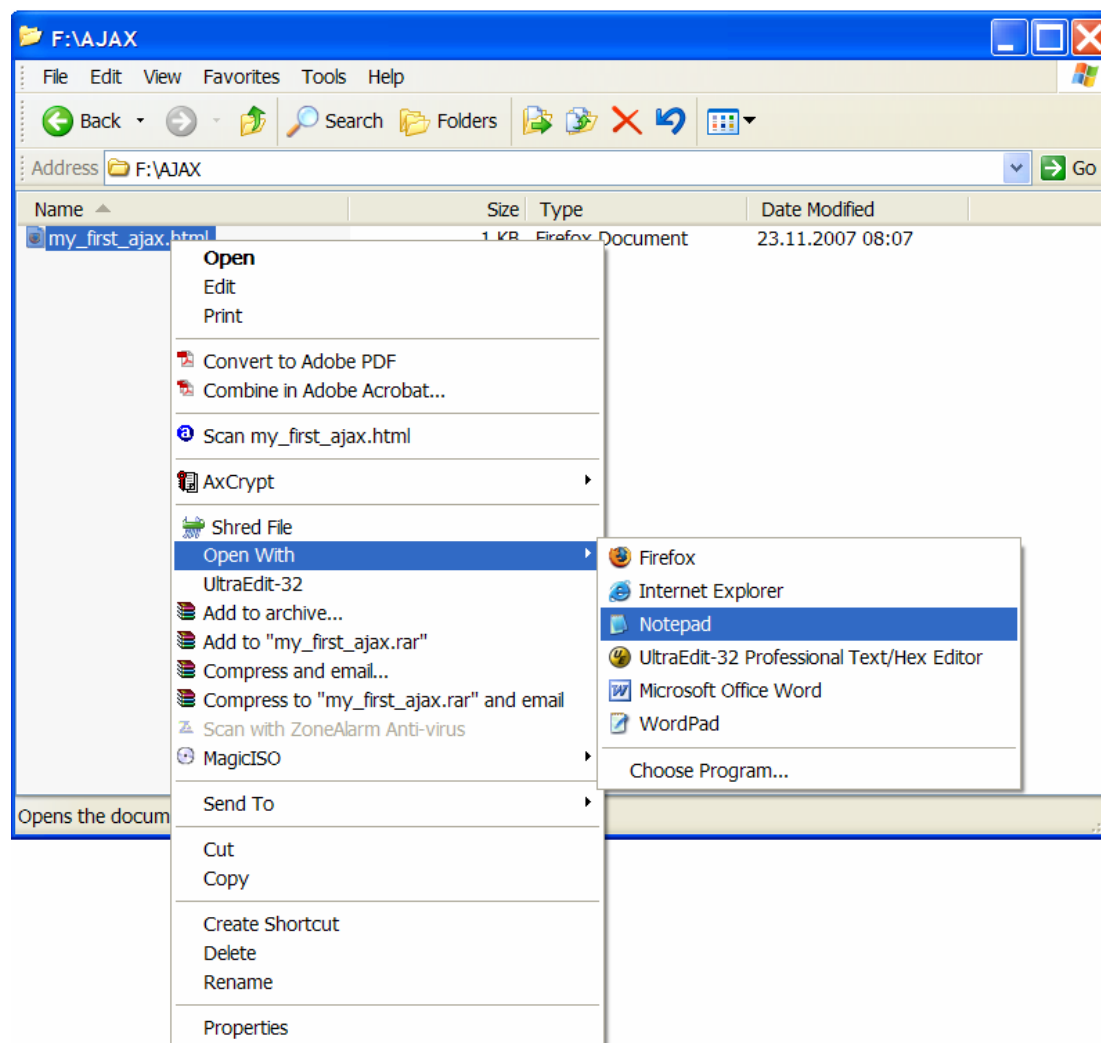 F:\AJAX
File Edit View Favorites Tools Help
Back Search Folders
Address F:\AJAX Go
Name Size Type Date Modified
my_first_ajax.html 1 KB Firefox Document 23.11.2007 08:07
Open
Edit
Print
Convert to Adobe PDF
Combine in Adobe Acrobat...
Scan my_first_ajax.html
AxCrypt
Shred File
Open With
UltraEdit-32
Add to archive...
Add to "my_first_ajax.rar"
Compress and email...
Compress to "my_first_ajax.rar" and email
Scan with ZoneAlarm Anti-virus
MagicISO
Send To
Cut
Copy
Create Shortcut
Delete
Rename
Properties
Firefox
Internet Explorer
Notepad
UltraEdit-32 Professional Text/Hex Editor
Microsoft Office Word
WordPad
Choose Program...
Opens the docum